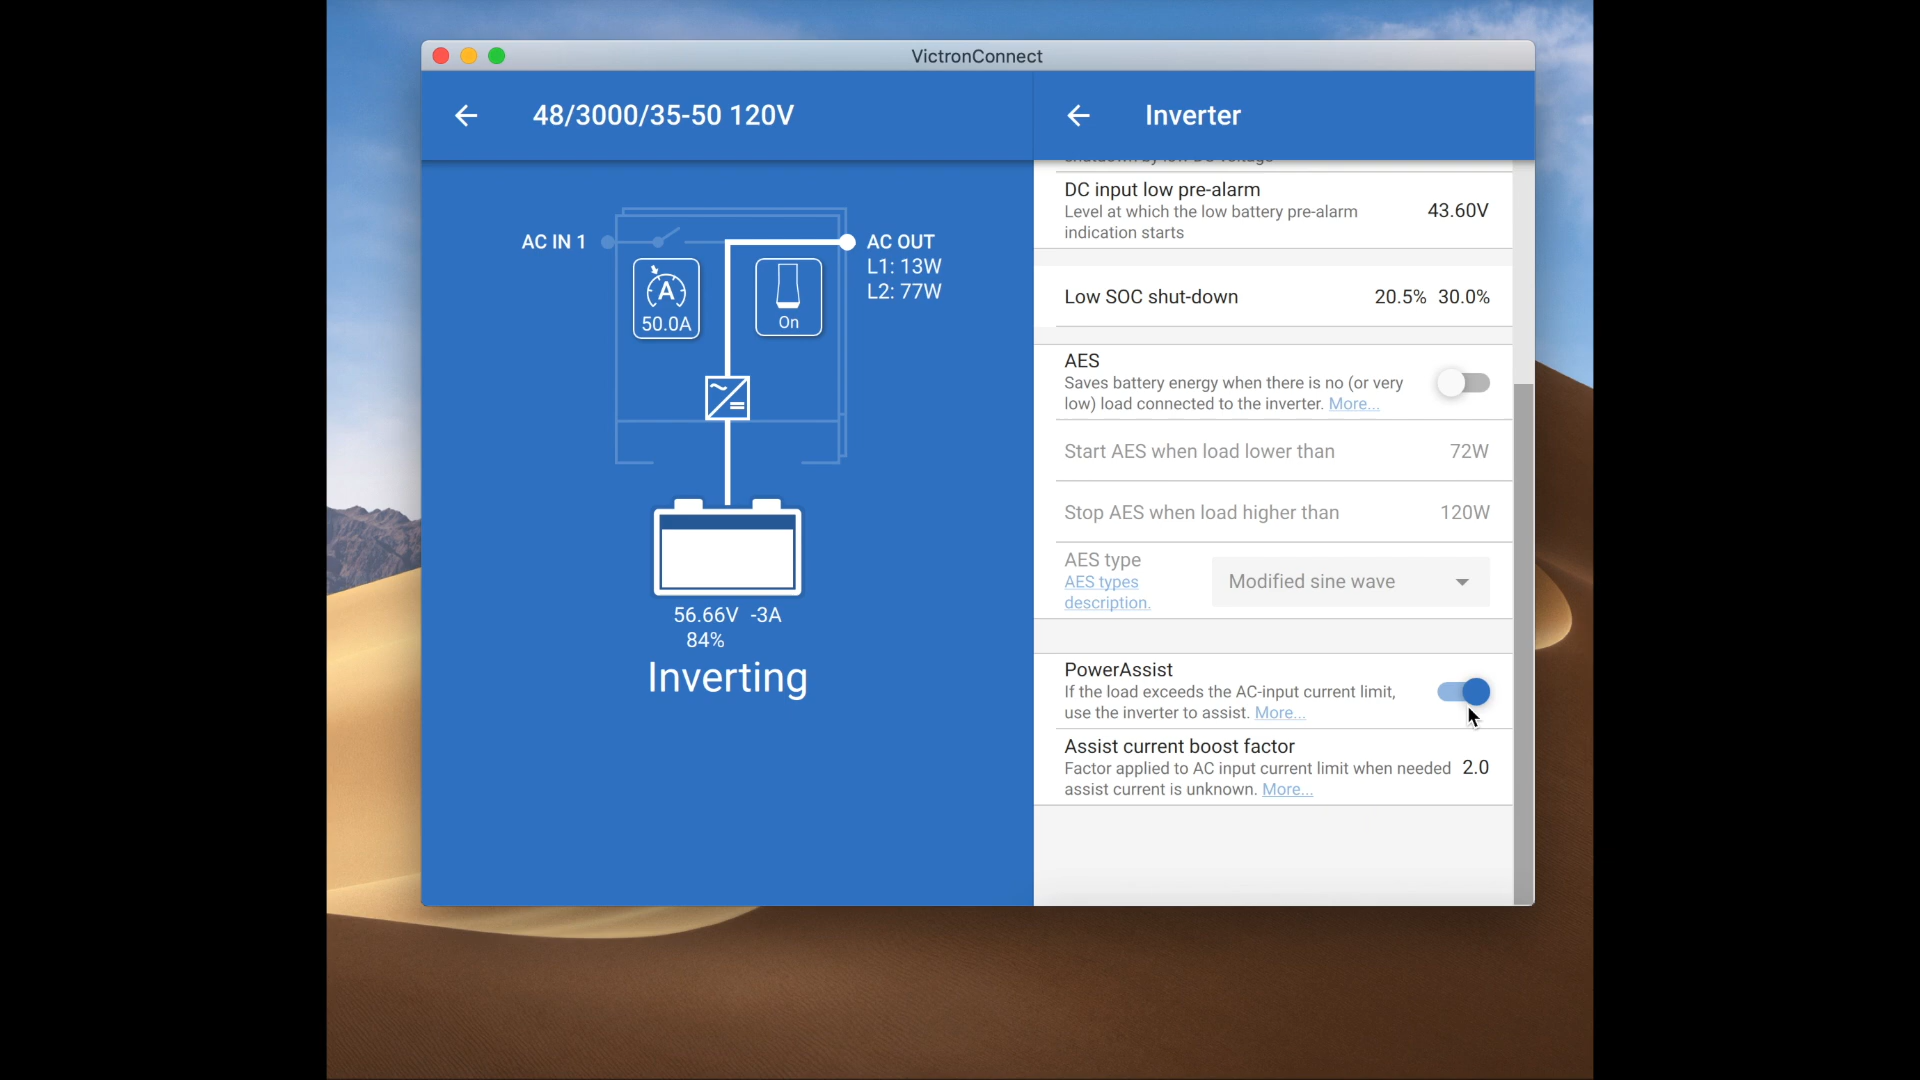 VictronConnect
48/3000/35-50 120V
Inverter
AC IN 1
AC OUT
L1: 13W
L2: 77W
A
50.0A
On
56.66V -3A
84%
Inverting
DC input low pre-alarm
Level at which the low battery pre-alarm
indication starts
43.60V
Low SOC shut-down
20.5% 30.0%
AES
Saves battery energy when there is no (or very
low) load connected to the inverter. More...
Start AES when load lower than
72W
Stop AES when load higher than
120W
AES type
AES types
description.
Modified sine wave
PowerAssist
If the load exceeds the AC-input current limit,
use the inverter to assist. More...
Assist current boost factor
Factor applied to AC input current limit when needed
assist current is unknown. More...
2.0